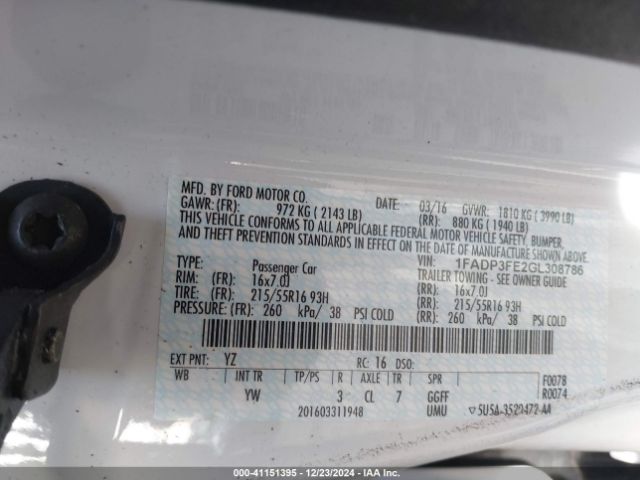 MFD. BY FORD MOTOR CO.
DATE: 03/16 GVWR: 1810 KG ( 3990 LB)
GAWR: (FR): 972 KG ( 2143 LB) (RR): 880 KG ( 1940 LB)
THIS VEHICLE CONFORMS TO ALL APPLICABLE FEDERAL MOTOR VEHICLE SAFETY, BUMPER,
AND THEFT PREVENTION STANDARDS IN EFFECT ON THE DATE OF MANUFACTURE SHOWN ABOVE.
VIN: 1FADP3FE2GL308786
TYPE: Passenger Car TRAILER TOWING - SEE OWNER GUIDE
RIM: (FR): 16x7.0J (RR): 16x7.0J
TIRE: (FR): 215/55R16 93H (RR): 215/55R16 93H
PRESSURE: (FR): 260 kPa/ 38 PSI COLD (RR): 260 kPa/ 38 PSI COLD
EXT PNT: YZ RC: 16 DSO:
WB INT TR TP/PS R AXLE TR SPR F0078
YW 3 CL 7 GGFF R0074
201603311948 UMU 5U5A-3520472-AA
000-41151395 - 12/23/2024 - IAA Inc.